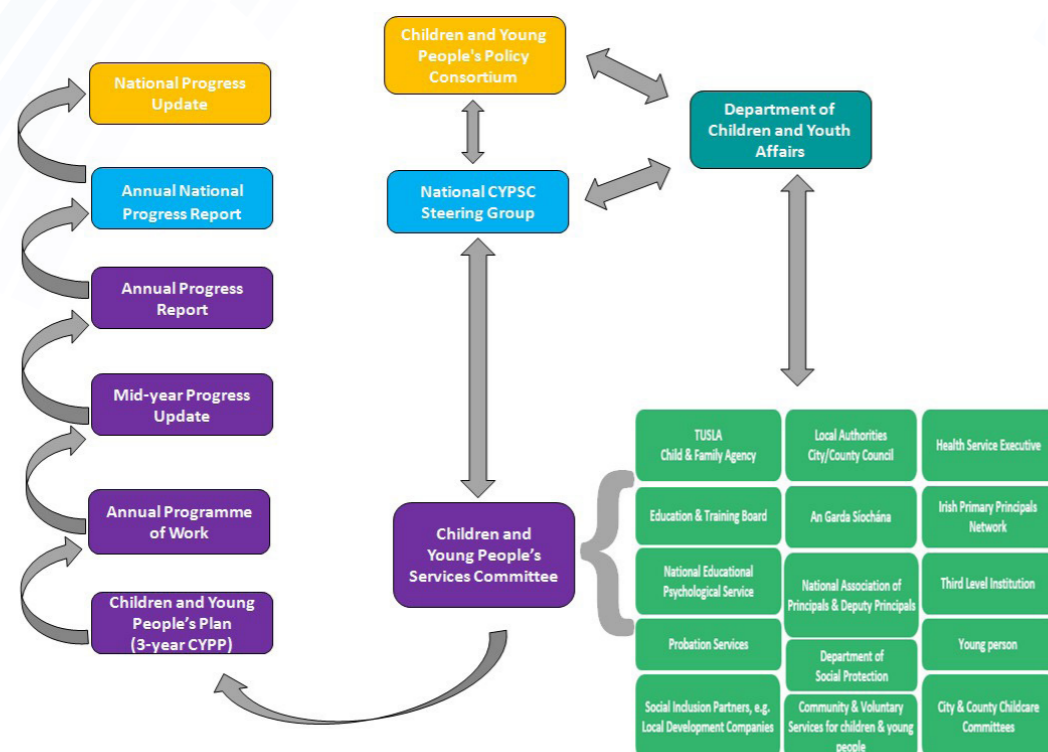 National Progress
Update
Annual National
Progress Report
Annual Progress
Report
Mid-year Progress
Update
Annual Programme
of Work
Children and Young
People's Plan
(3-year CYPP)
Children and Young
People's Policy
Consortium
National CYPSC
Steering Group
Department of
Children and Youth
Affairs
Children and
Young People's
Services Committee
TUSLA
Child & Family Agency
Local Authorities
City/County Council
Health Service Executive
Education & Training Board
An Garda Síochána
Irish Primary Principals
Network
National Educational
Psychological Service
National Association of
Principals & Deputy Principals
Third Level Institution
Probation Services
Department of
Social Protection
Young person
Social Inclusion Partners, e.g.
Local Development Companies
Community & Voluntary
Services for children & young
people
City & County Childcare
Committees